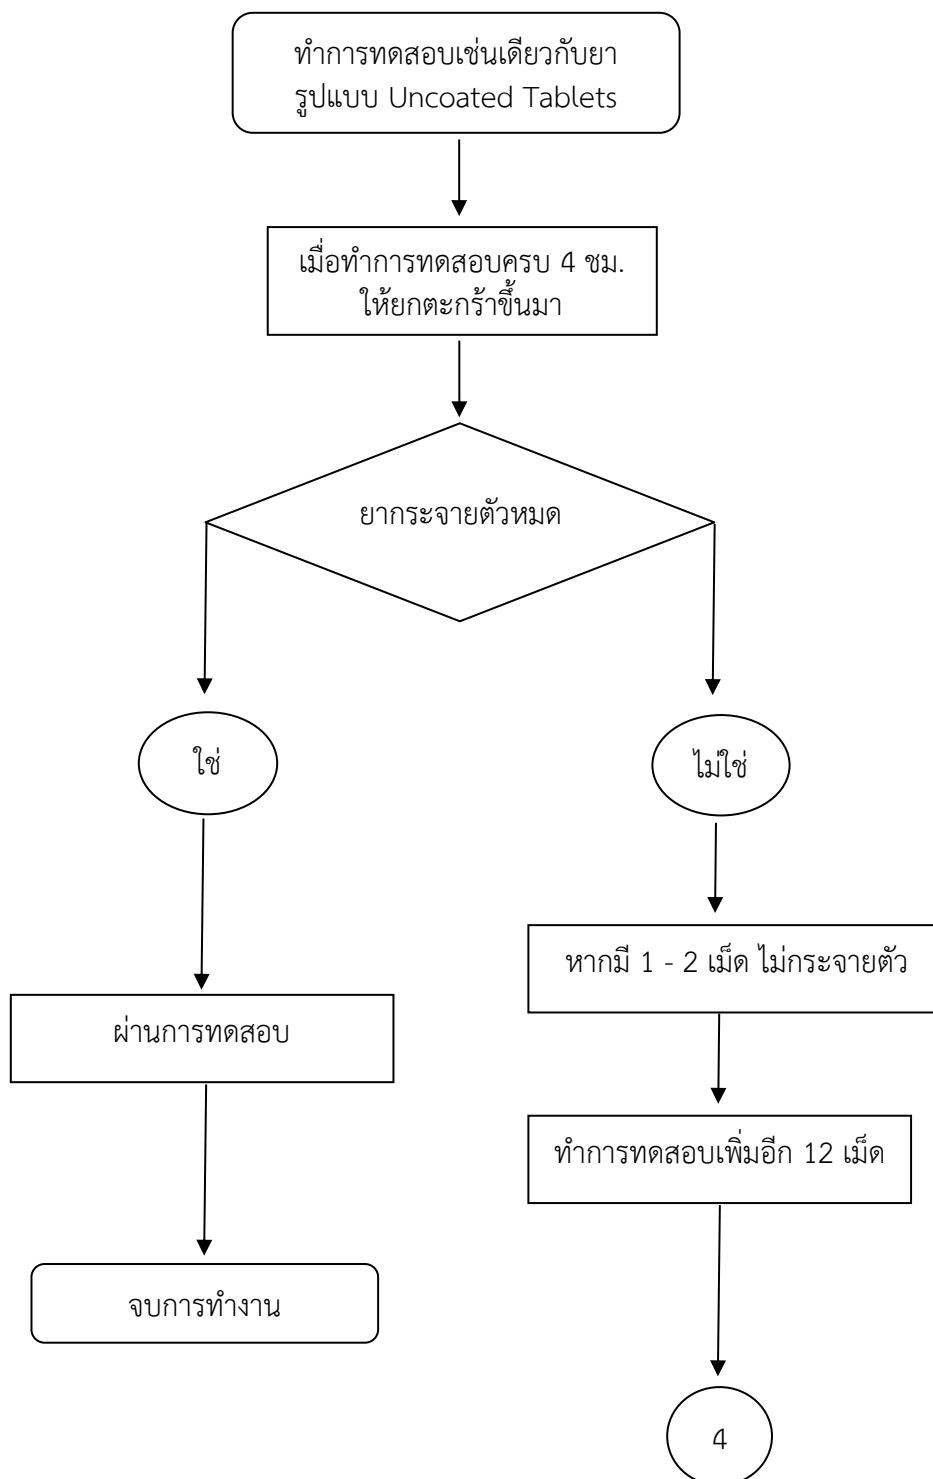 ทำการทดสอบเช่นเดียวกับยา
รูปแบบ Uncoated Tablets
เมื่อทำการทดสอบครบ 4 ชม.
ให้ยกตะกร้าขึ้นมา
ยากระจายตัวหมด
ใช่
ไม่ใช่
หากมี 1 - 2 เม็ด ไม่กระจายตัว
ผ่านการทดสอบ
ทำการทดสอบเพิ่มอีก 12 เม็ด
จบการทำงาน
4